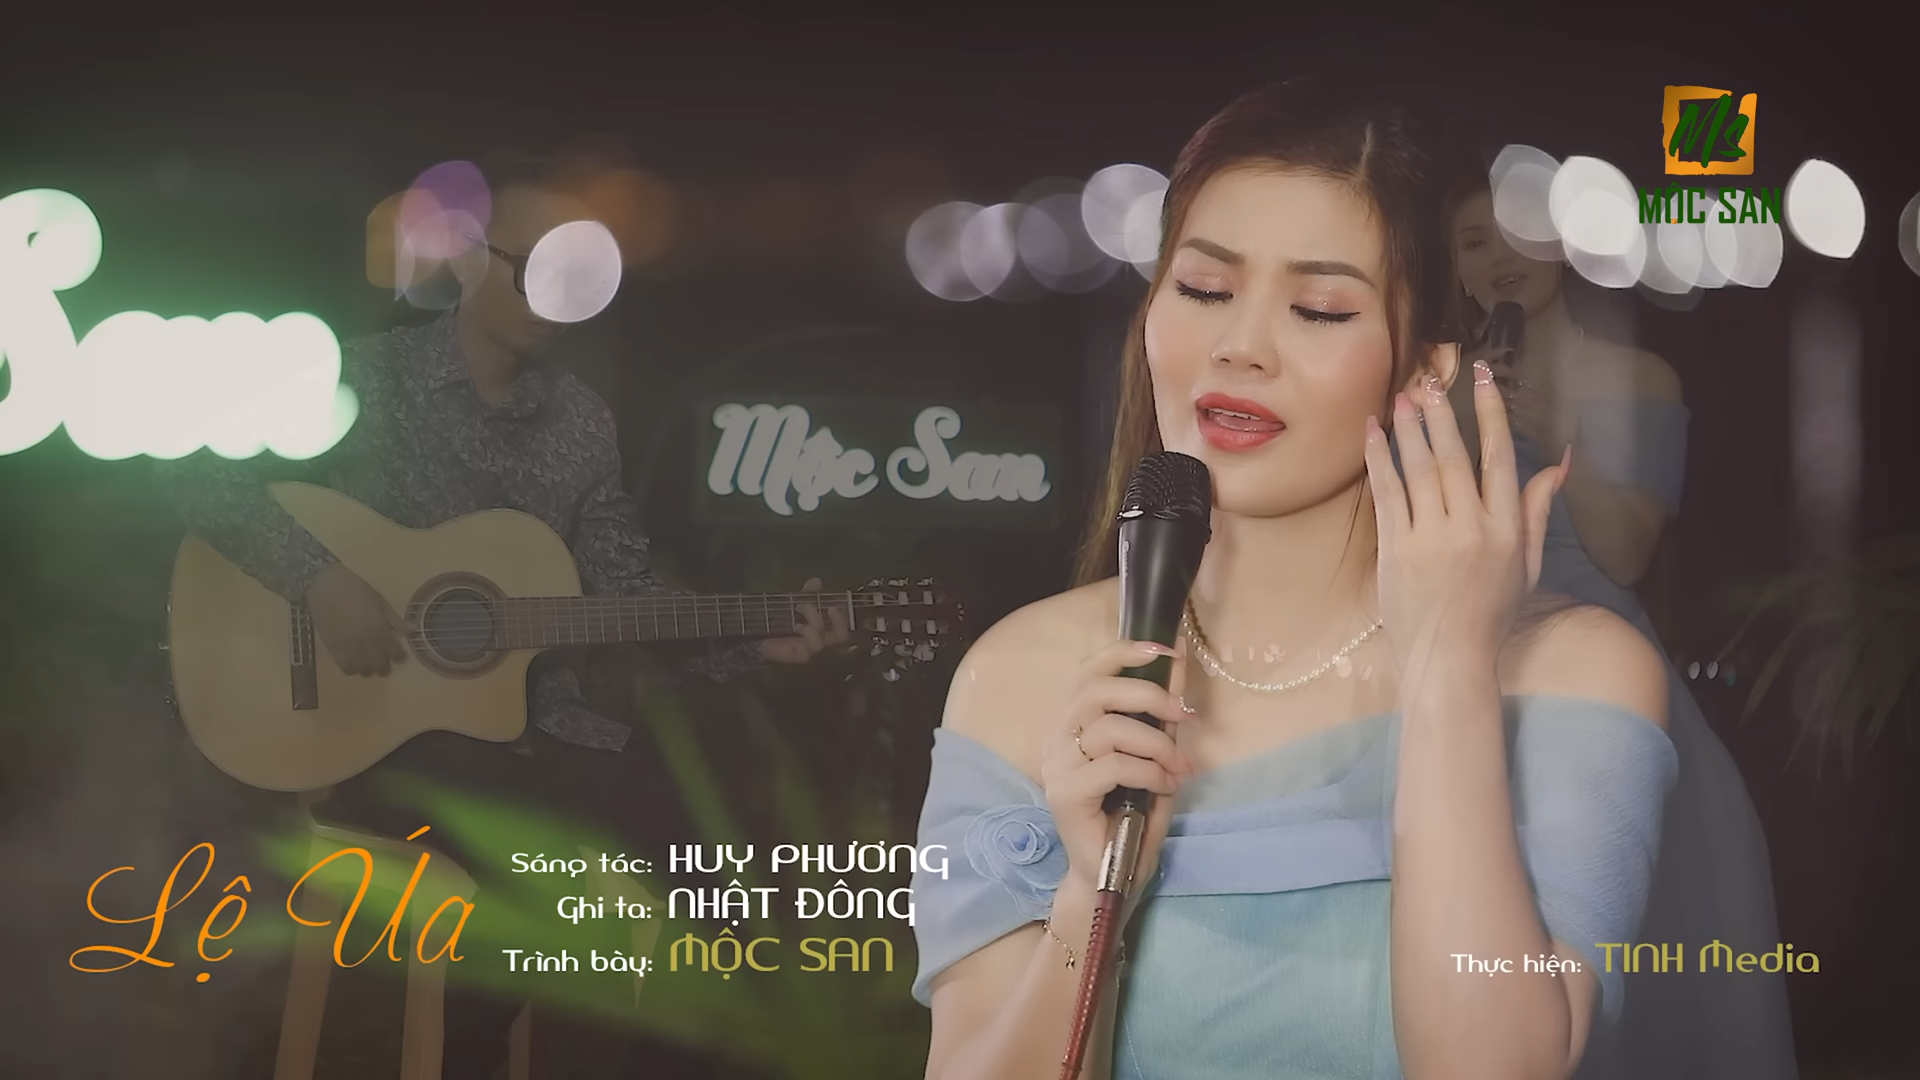 Ms
MỘC SAN
San
Mộc San
Lệ Úa
Sáng tác: HUY PHƯƠNG
Ghi ta: NHẬT ĐÔNG
Trình bày: MỘC SAN
Thực hiện: TINH Media